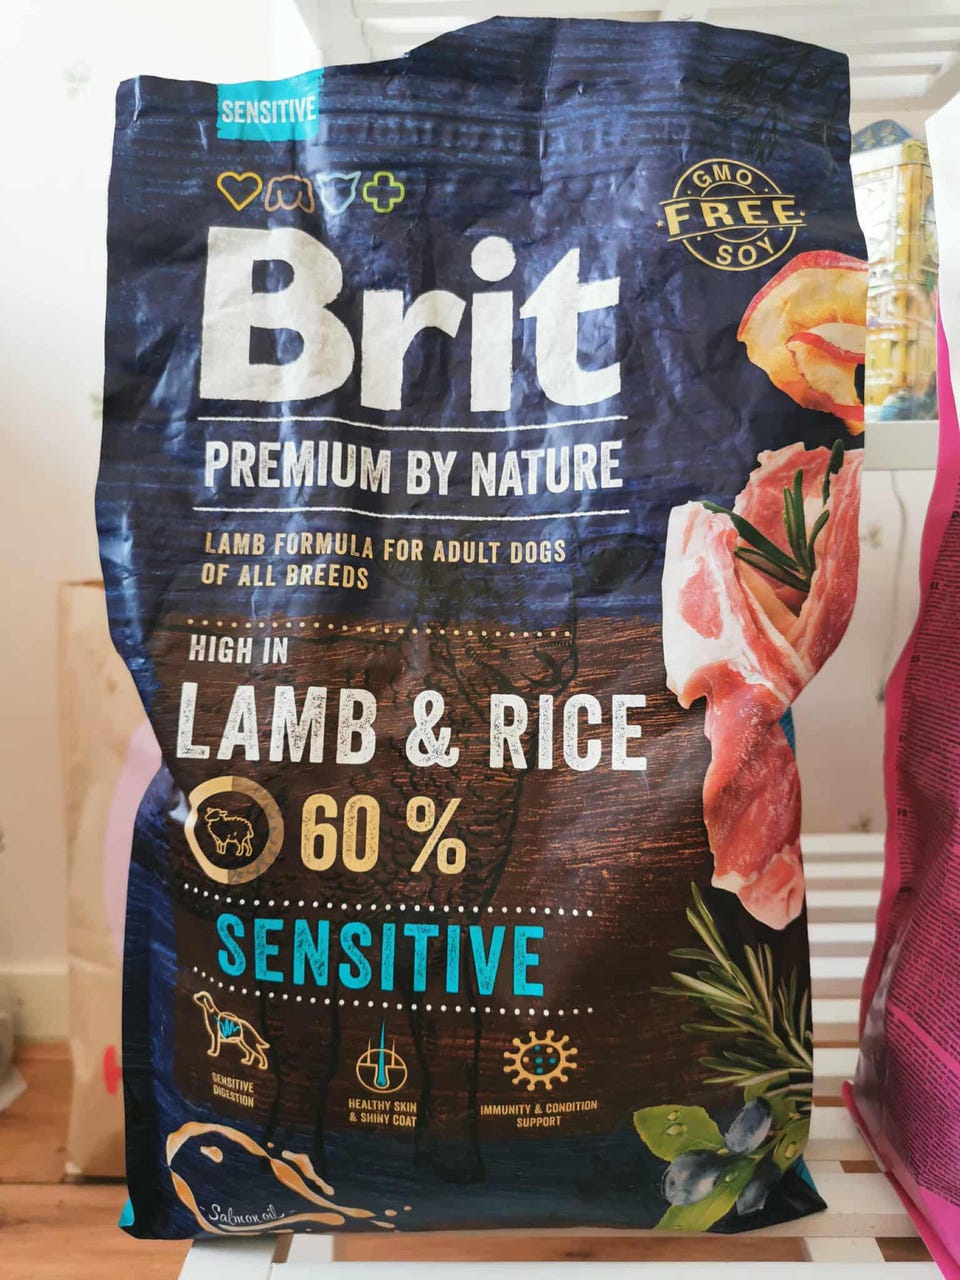 SENSITIVE
GMO
FREE
SOY
Brit
PREMIUM BY NATURE
LAMB FORMULA FOR ADULT DOGS
OF ALL BREEDS
HIGH IN
LAMB & RICE
60 %
SENSITIVE
SENSITIVE
DIGESTION
HEALTHY SKIN
& SHINY COAT
IMMUNITY & CONDITION
SUPPORT
Salmon oil